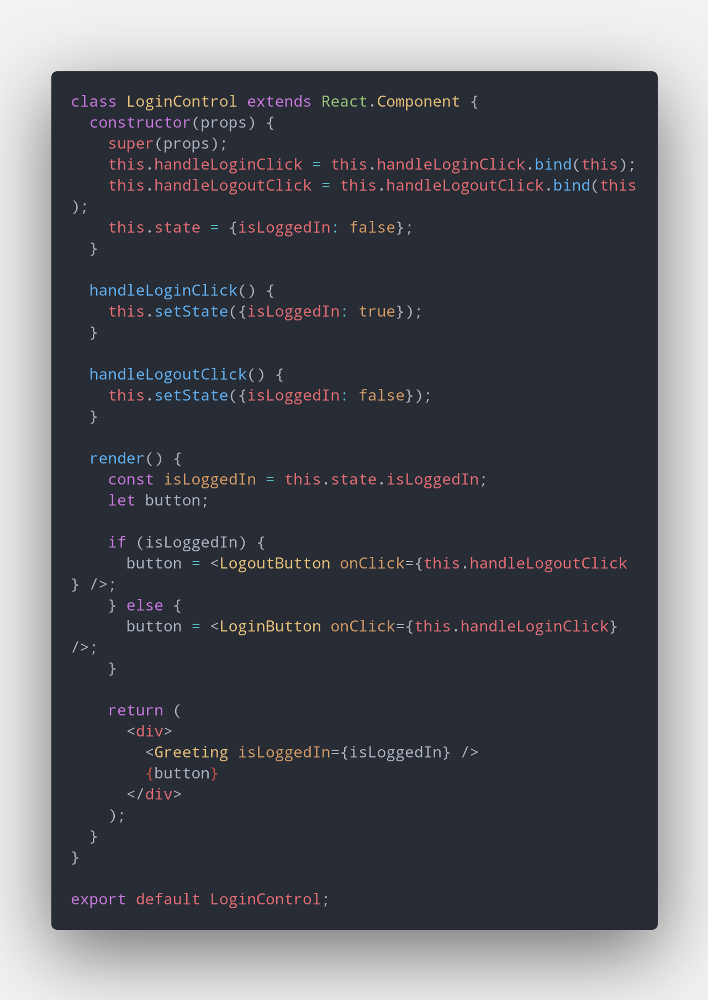 class LoginControl extends React.Component {
  constructor(props) {
    super(props);
    this.handleLoginClick = this.handleLoginClick.bind(this);
    this.handleLogoutClick = this.handleLogoutClick.bind(this
);
    this.state = {isLoggedIn: false};
  }

  handleLoginClick() {
    this.setState({isLoggedIn: true});
  }

  handleLogoutClick() {
    this.setState({isLoggedIn: false});
  }

  render() {
    const isLoggedIn = this.state.isLoggedIn;
    let button;

    if (isLoggedIn) {
      button = <LogoutButton onClick={this.handleLogoutClick
} />;
    } else {
      button = <LoginButton onClick={this.handleLoginClick}
/>;
    }

    return (
      <div>
        <Greeting isLoggedIn={isLoggedIn} />
        {button}
      </div>
    );
  }
}

export default LoginControl;